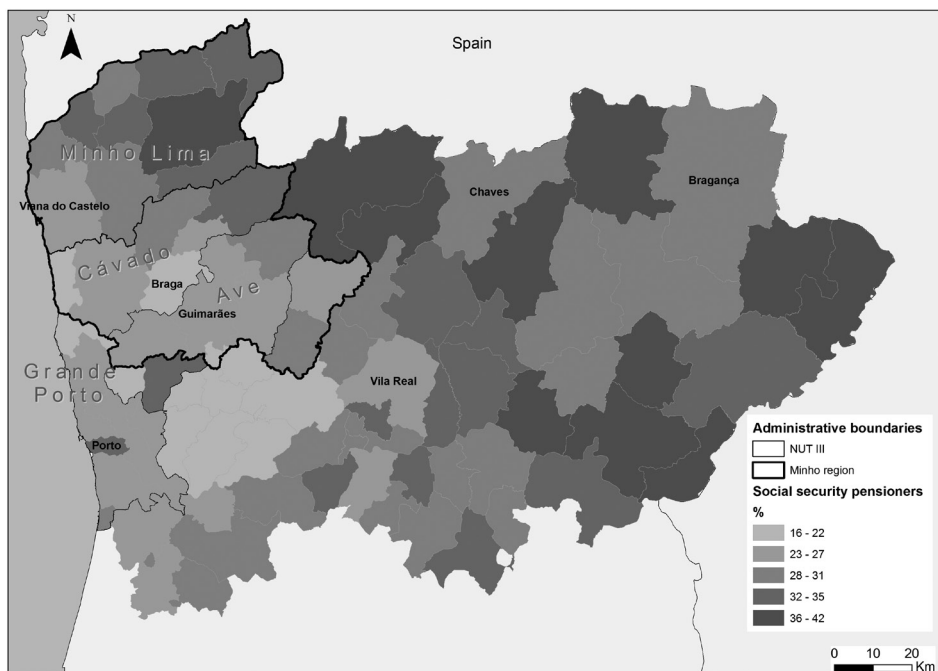 N
Spain
Minho Lima
Chaves
Bragança
Viana do Castelo
Cávado
Braga
Ave
Guimarães
Grande
Porto
Vila Real
Porto
Administrative boundaries
NUT III
Minho region
Social security pensioners
%
16 - 22
23 - 27
28 - 31
32 - 35
36 - 42
0 10 20
Km